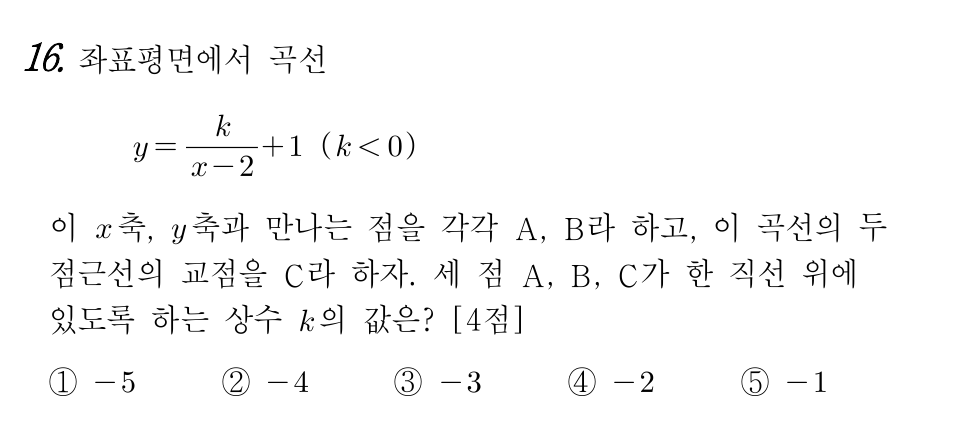 16. 좌표평면에서 곡선
y = \frac{k}{x-2} + 1 (k < 0)
이 x축, y축과 만나는 점을 각각 A, B라 하고, 이 곡선의 두
점근선의 교점을 C라 하자. 세 점 A, B, C가 한 직선 위에
있도록 하는 상수 k의 값은? [4점]
① -5 ② -4 ③ -3 ④ -2 ⑤ -1